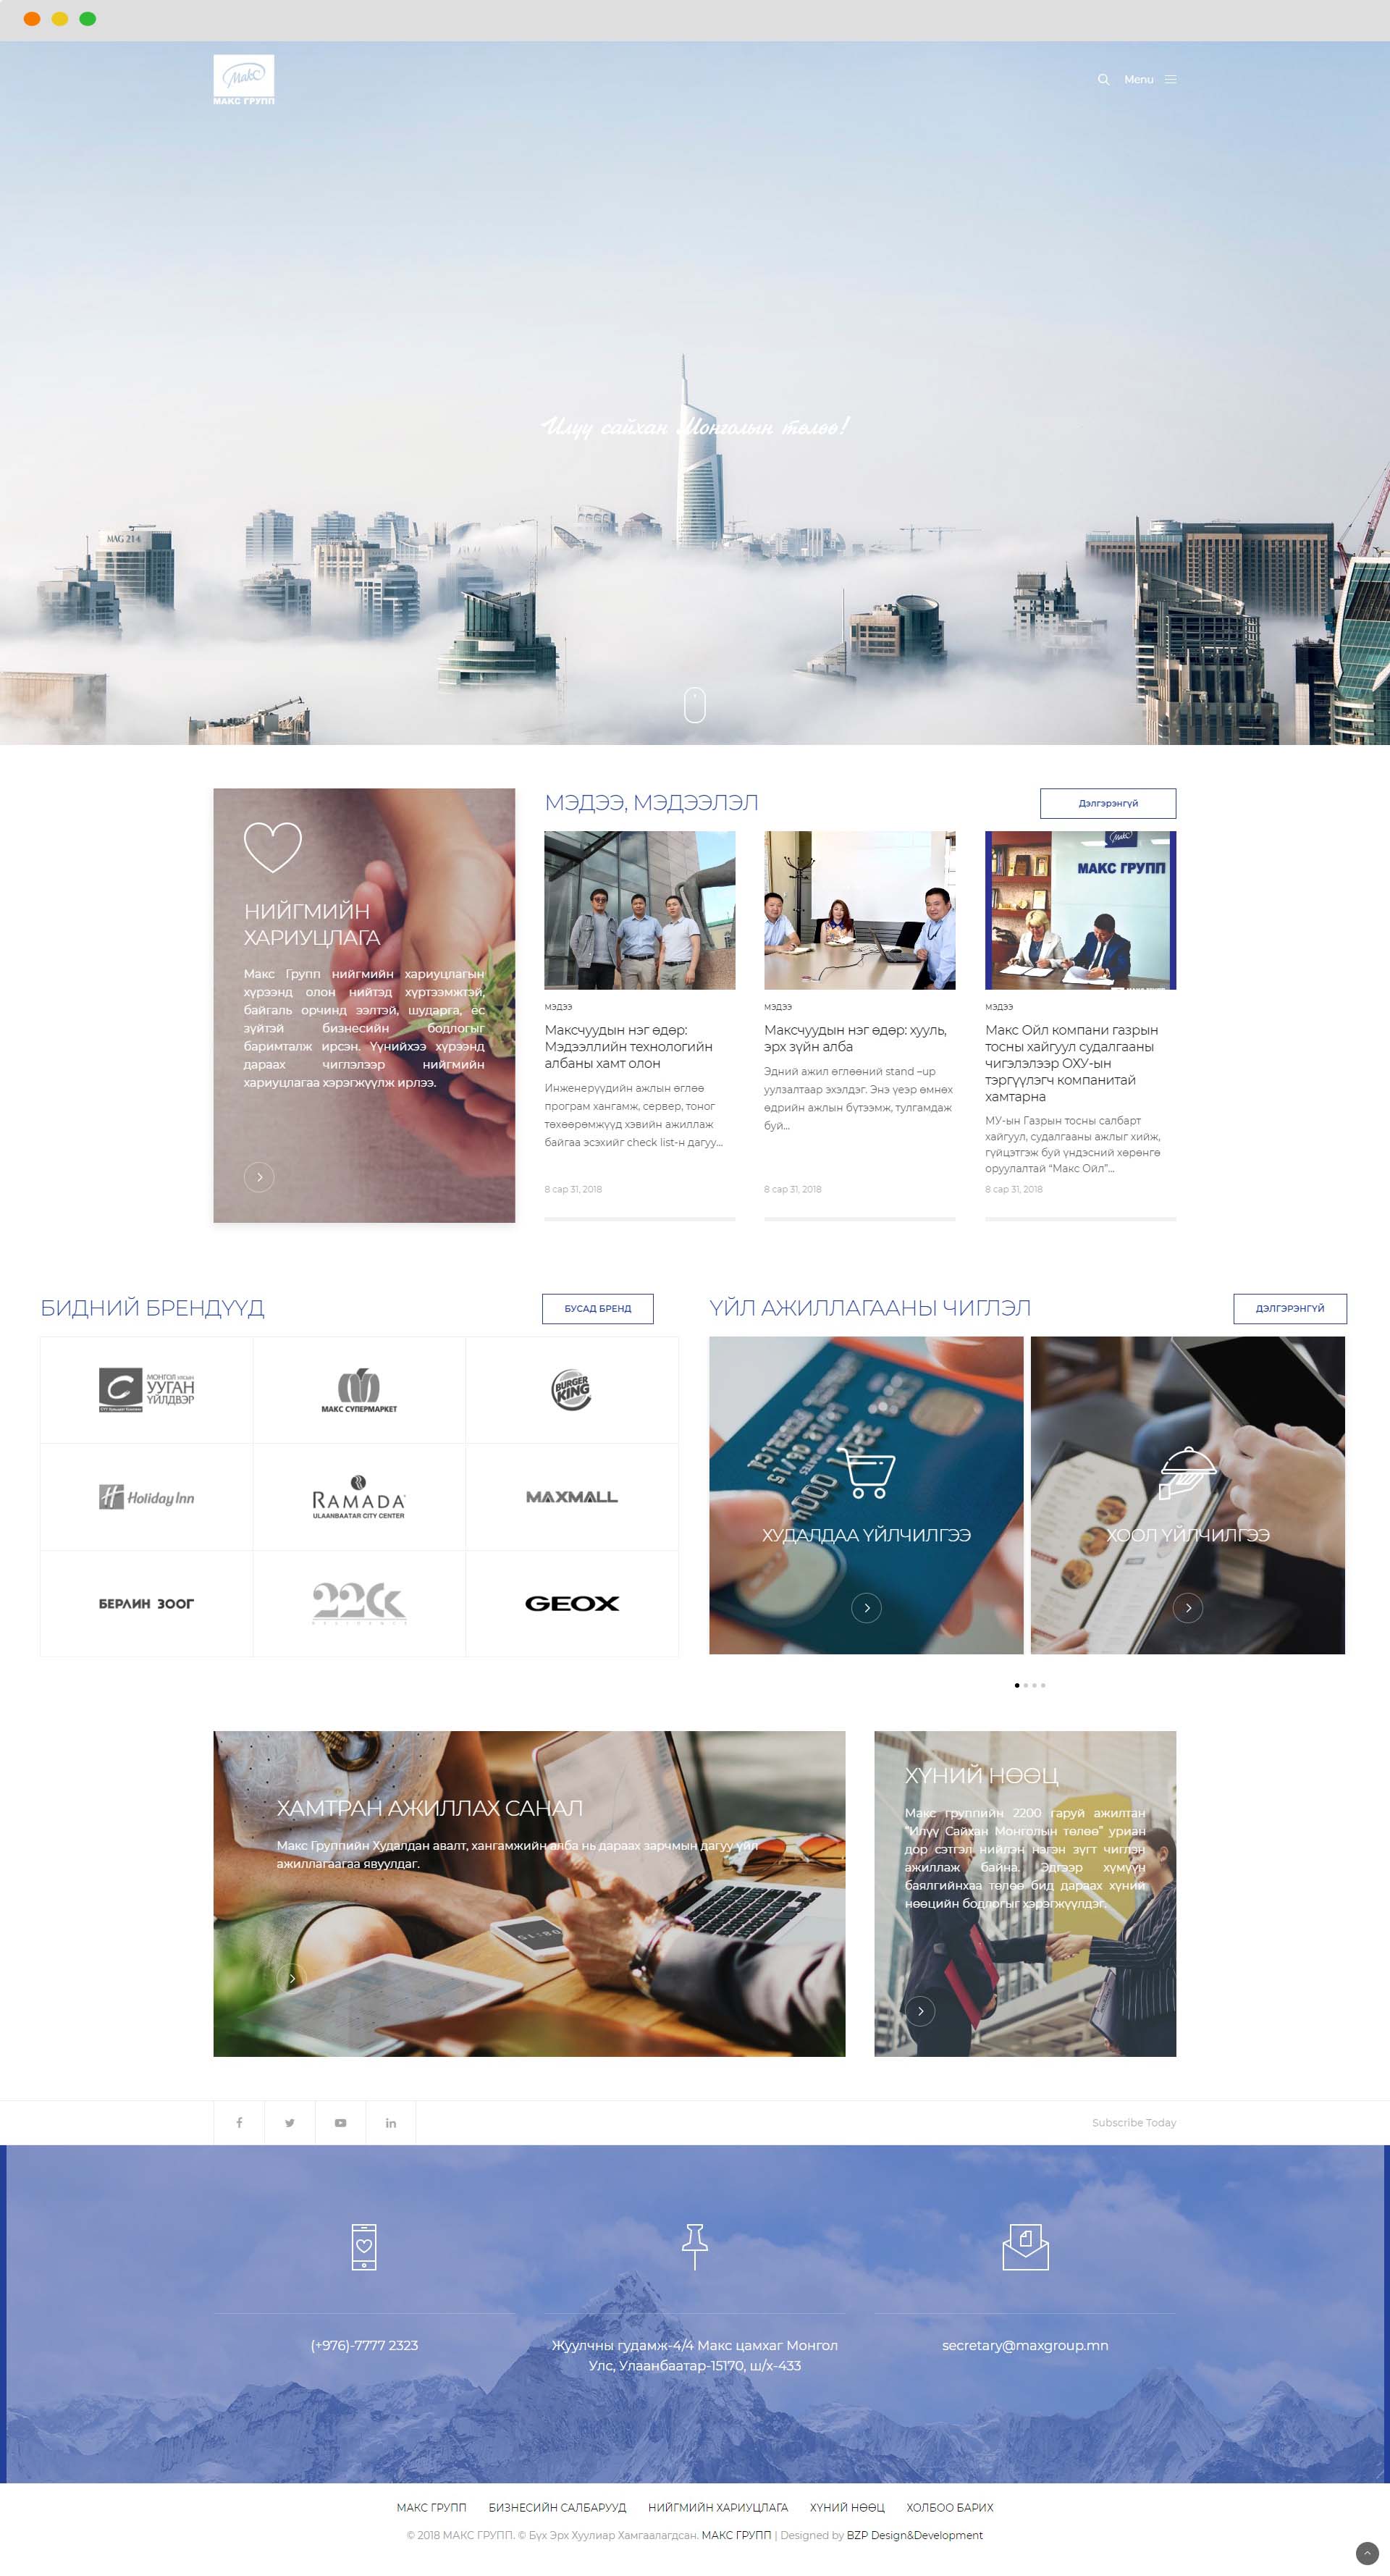 Макс
МАКС ГРУПП
Menu
Илүү сайхан Монголын төлөө!
MAG 214
НИЙГМИЙН
ХАРИУЦЛАГА
Макс Групп нийгмийн хариуцлагын
хүрээнд олон нийтэд хүртээмжтэй,
байгаль орчинд ээлтэй, шударга, ёс
зүйтэй бизнесийн бодлогыг
баримталж ирсэн. Үүнийхээ хүрээнд
дараах чиглэлээр нийгмийн
хариуцлагаа хэрэгжүүлж ирлээ.
МЭДЭЭ, МЭДЭЭЛЭЛ
Дэлгэрэнгүй
МЭДЭЭ
Максчуудын нэг өдөр:
Мэдээллийн технологийн
албаны хамт олон
Инженерүүдийн ажлын өглөө
програм хангамж, сервер, тоног
төхөөрөмжүүд хэвийн ажиллаж
байгаа эсэхийг check list-н дагуу...
8 сар 31, 2018
МЭДЭЭ
Максчуудын нэг өдөр: хууль,
эрх зүйн алба
Эдний ажил өглөөний stand –up
уулзалтаар эхэлдэг. Энэ үеэр өмнөх
өдрийн ажлын бүтээмж, тулгамдаж
буй...
8 сар 31, 2018
МАКС ГРУПП
МЭДЭЭ
Макс Ойл компани газрын
тосны хайгуул судалгааны
чигэлэлээр ОХУ-ын
тэргүүлэгч компанитай
хамтарна
МУ-ын Газрын тосны салбарт
хайгуул, судалгааны ажлыг хийж,
гүйцэтгэж буй үндэсний хөрөнгө
оруулалтай “Макс Ойл”...
8 сар 31, 2018
БИДНИЙ БРЕНДҮҮД
БУСАД БРЕНД
МОНГОЛ УЛСЫН
УУГАН
ҮЙЛДВЭР
МАКС СУПЕРМАРКЕТ
BURGER
KING
Holiday Inn
RAMADA
ULAANBAATAR CITY CENTER
MAXMALL
БЕРЛИН ЗООГ
22
GEOX
ҮЙЛ АЖИЛЛАГААНЫ ЧИГЛЭЛ
ДЭЛГЭРЭНГҮЙ
ХУДАЛДАА ҮЙЛЧИЛГЭЭ
ХООЛ ҮЙЛЧИЛГЭЭ
ХАМТРАН АЖИЛЛАХ САНАЛ
Макс Группийн Худалдан авалт, хангамжийн алба нь дараах зарчмын дагуу үйл
ажиллагаагаа явуулдаг.
ХҮНИЙ НӨӨЦ
Макс группийн 2200 гаруй ажилтан
“Илүү Сайхан Монголын төлөө” уриан
дор сэтгэл нийлэн нэгэн зүгт чиглэн
ажиллаж байна. Эдгээр хүмүүн
баялгийнхаа төлөө бид дараах хүний
нөөцийн бодлогыг хэрэгжүүлдэг.
Subscribe Today
(+976)-7777 2323
Жуулчны гудамж-4/4 Макс цамхаг Монгол
Улс, Улаанбаатар-15170, ш/х-433
secretary@maxgroup.mn
МАКС ГРУПП БИЗНЕСИЙН САЛБАРУУД НИЙГМИЙН ХАРИУЦЛАГА ХҮНИЙ НӨӨЦ ХОЛБОО БАРИХ
© 2018 МАКС ГРУПП. © Бүх Эрх Хуулиар Хамгаалагдсан. МАКС ГРУПП | Designed by BZP Design&Development